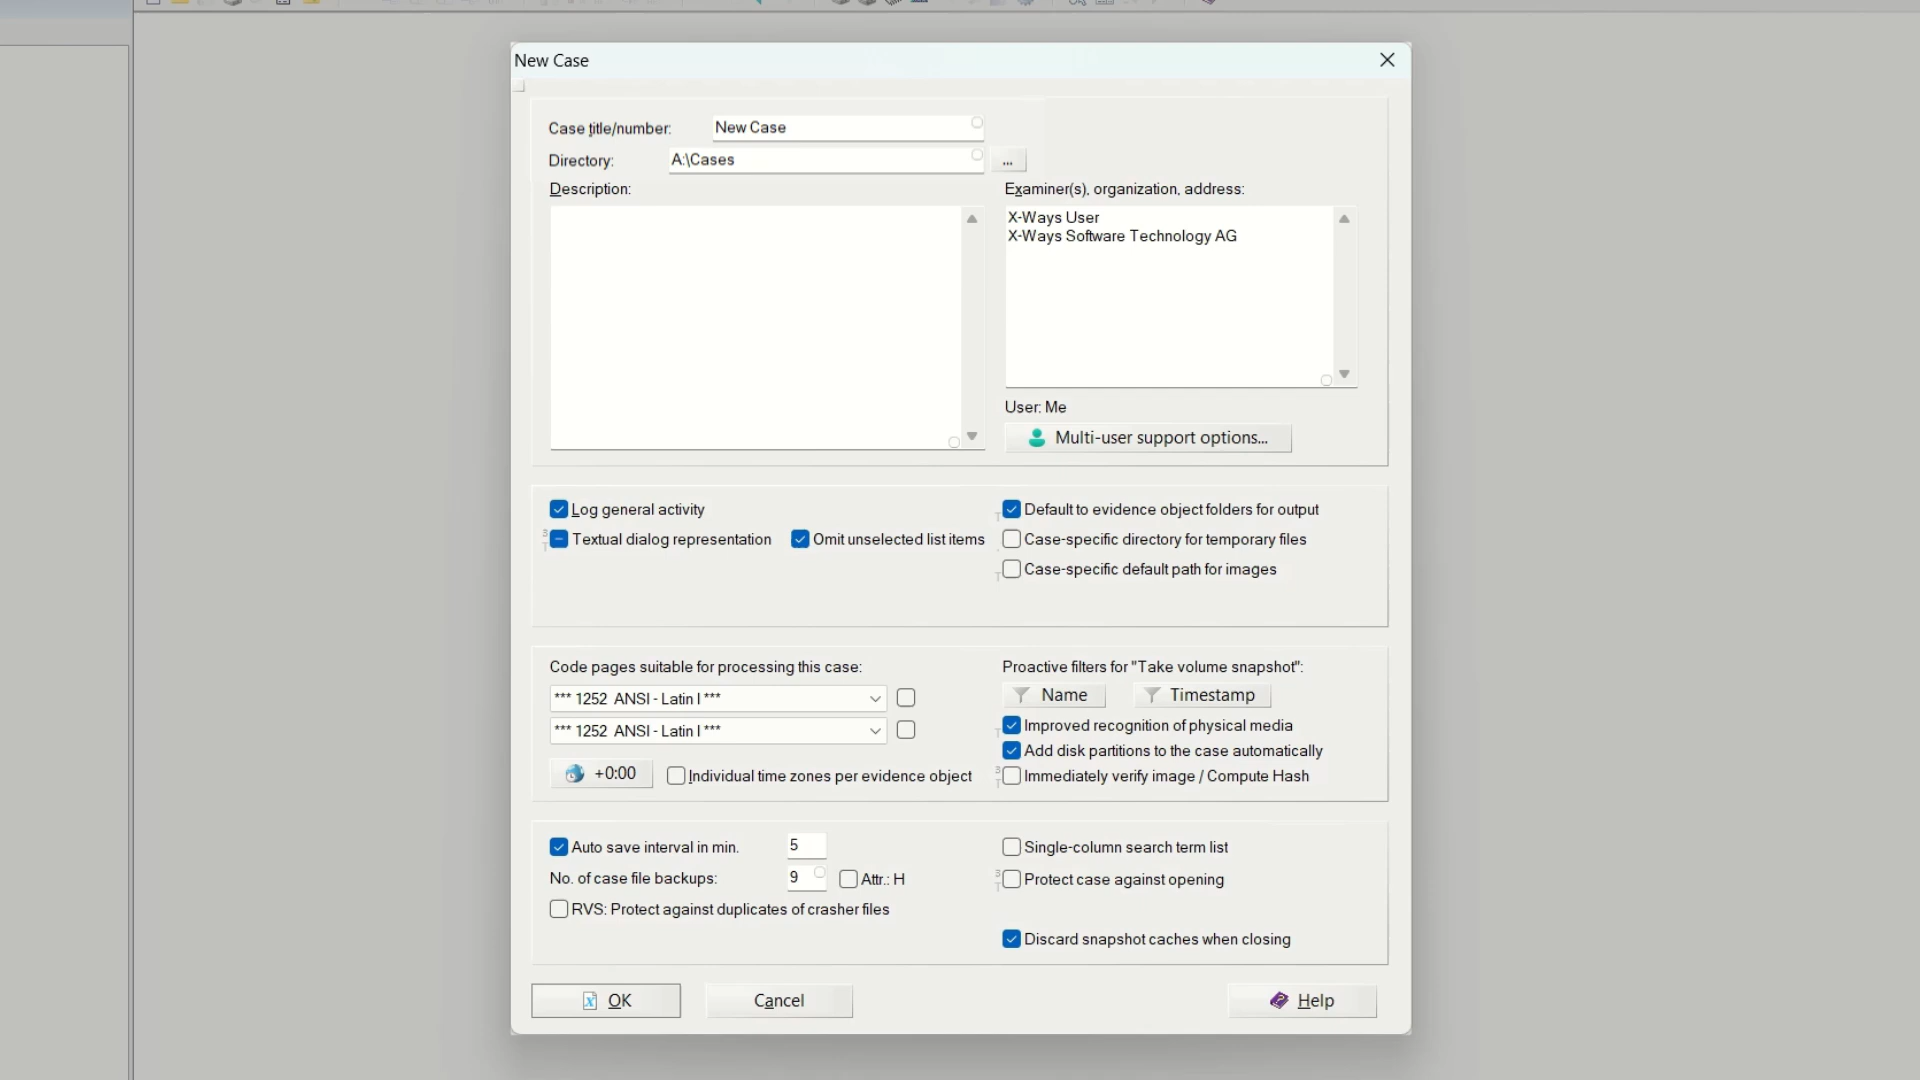 New Case
Case title/number: New Case
Directory: A:\Cases ...
Description:
Examiner(s), organization, address:
X-Ways User
X-Ways Software Technology AG
User: Me
Multi-user support options...
Log general activity
3
T
Textual dialog representation
Omit unselected list items
T
Default to evidence object folders for output
Case-specific directory for temporary files
T
Case-specific default path for images
Code pages suitable for processing this case:
*** 1252 ANSI - Latin I ***
*** 1252 ANSI - Latin I ***
+0:00
Individual time zones per evidence object
Proactive filters for "Take volume snapshot":
Name Timestamp
T
Improved recognition of physical media
Add disk partitions to the case automatically
3
T
Immediately verify image / Compute Hash
Auto save interval in min. 5
No. of case file backups: 9 Attr.: H
RVS: Protect against duplicates of crasher files
Single-column search term list
3
T
Protect case against opening
Discard snapshot caches when closing
OK Cancel Help